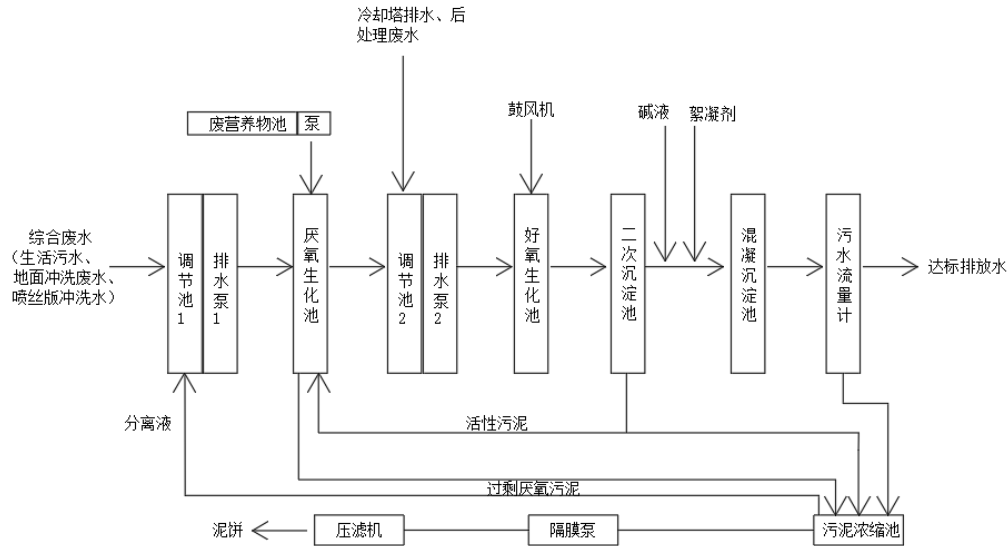 冷却塔排水、后
处理废水
废营养物池
泵
鼓风机
碱液
絮凝剂
综合废水
（生活污水、
地面冲洗废水、
喷丝版冲洗水）
调节池1
排水泵1
厌氧生化池
调节池2
排水泵2
好氧生化池
二次沉淀池
混凝沉淀池
污水流量计
达标排放水
分离液
活性污泥
过剩厌氧污泥
泥饼
压滤机
隔膜泵
污泥浓缩池